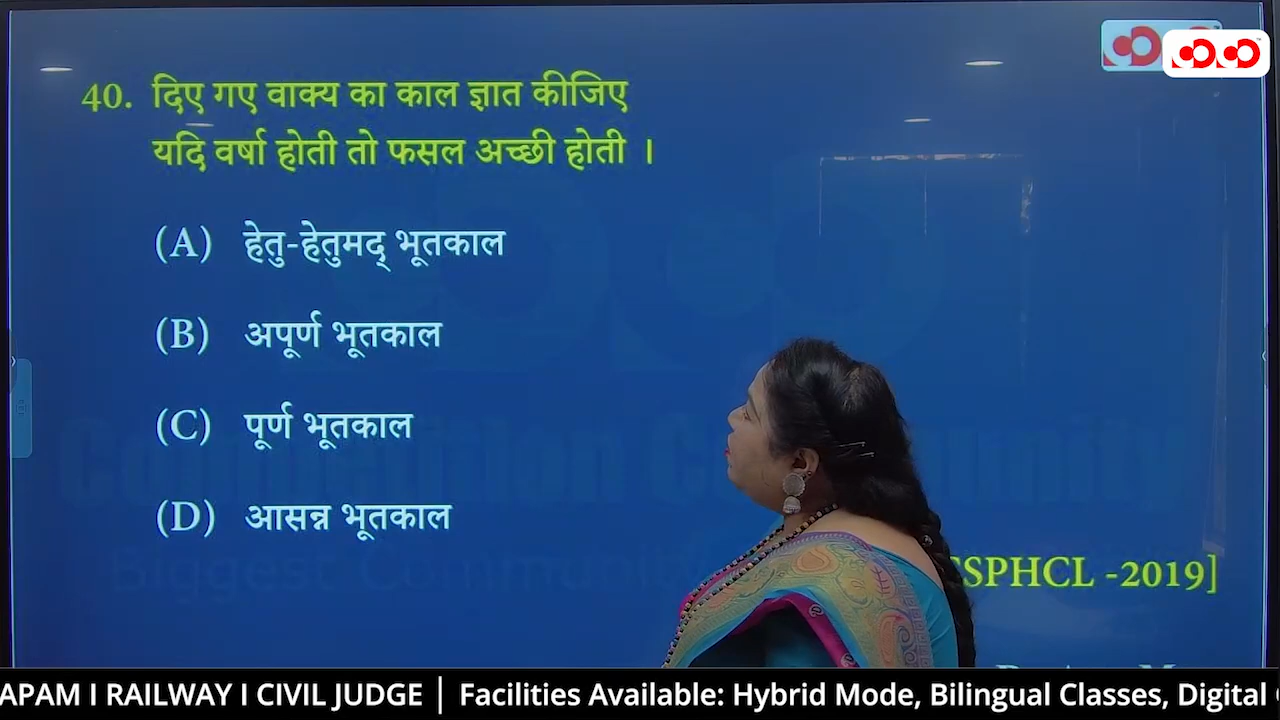 40. दिए गए वाक्य का काल ज्ञात कीजिए
यदि वर्षा होती तो फसल अच्छी होती ।
(A) हेतु-हेतुमद् भूतकाल
(B) अपूर्ण भूतकाल
(C) पूर्ण भूतकाल
(D) आसन्न भूतकाल
SPHCL -2019]
APAM I RAILWAY I CIVIL JUDGE | Facilities Available: Hybrid Mode, Bilingual Classes, Digital